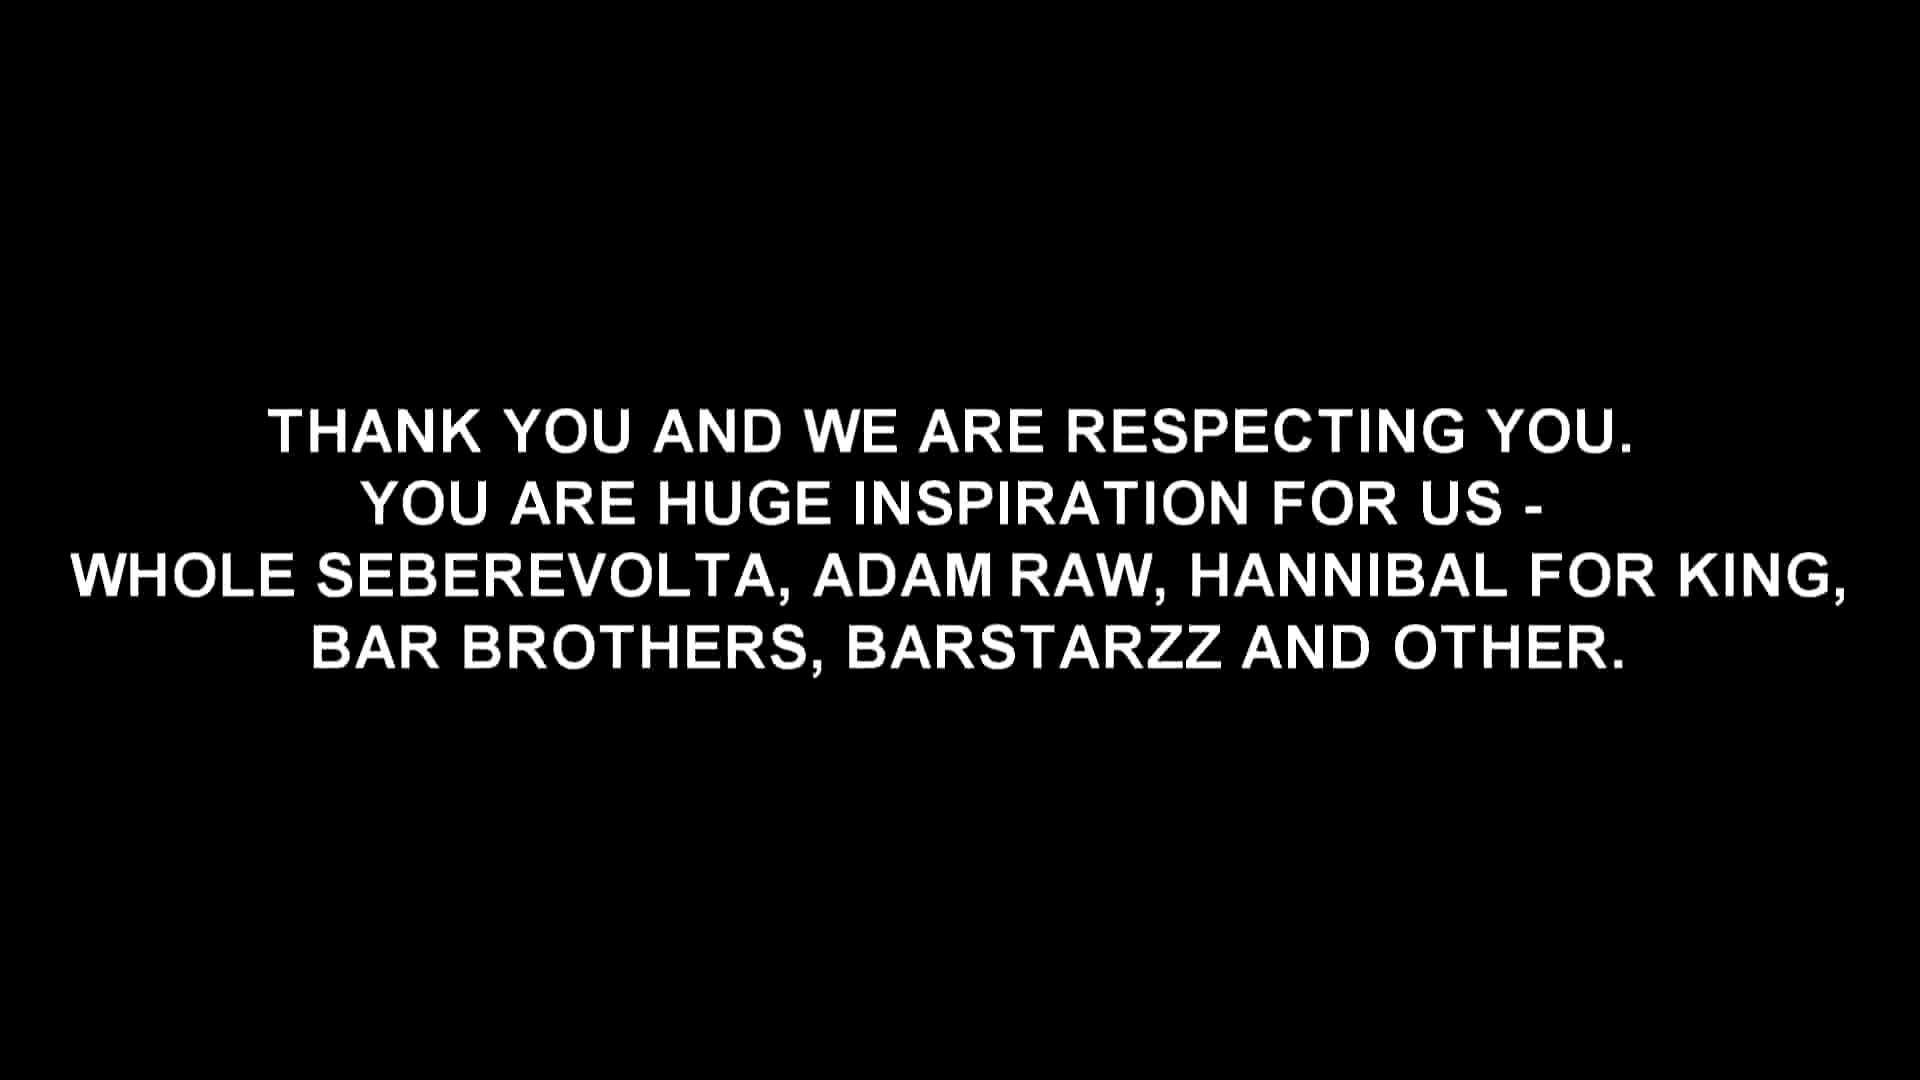 THANK YOU AND WE ARE RESPECTING YOU.
YOU ARE HUGE INSPIRATION FOR US -
WHOLE SEBEREVOLTA, ADAM RAW, HANNIBAL FOR KING,
BAR BROTHERS, BARSTARZZ AND OTHER.